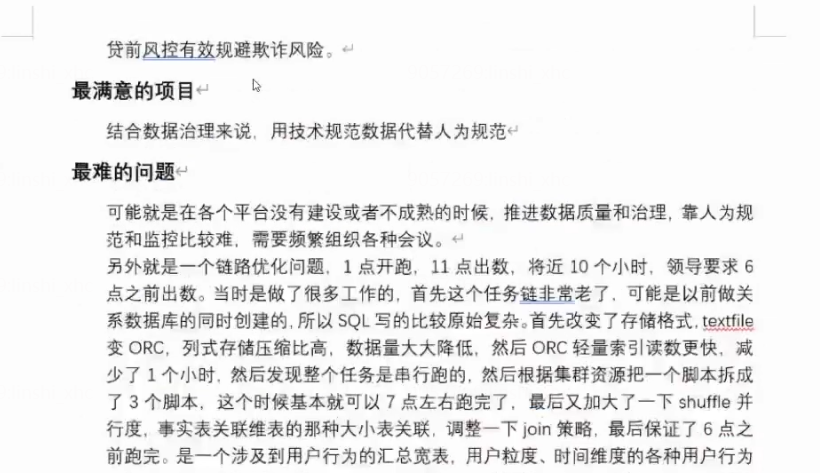 贷前风控有效规避欺诈风险。
最满意的项目
结合数据治理来说，用技术规范数据代替人为规范
最难的问题
可能就是在各个平台没有建设或者不成熟的时候，推进数据质量和治理，靠人为规
范和监控比较难，需要频繁组织各种会议。
另外就是一个链路优化问题，1 点开跑，11 点出数，将近 10 个小时，领导要求 6
点之前出数。当时是做了很多工作的，首先这个任务链非常老了，可能是以前做关
系数据库的同时创建的，所以 SQL 写的比较原始复杂。首先改变了存储格式，textfile
变 ORC，列式存储压缩比高，数据量大大降低，然后 ORC 轻量索引读数更快，减
少了 1 个小时，然后发现整个任务是串行跑的，然后根据集群资源把一个脚本拆成
了 3 个脚本，这个时候基本就可以 7 点左右跑完了，最后又加大了一下 shuffle 并
行度，事实表关联维表的那种大小表关联，调整一下 join 策略，最后保证了 6 点之
前跑完。是一个涉及到用户行为的汇总宽表，用户粒度、时间维度的各种用户行为